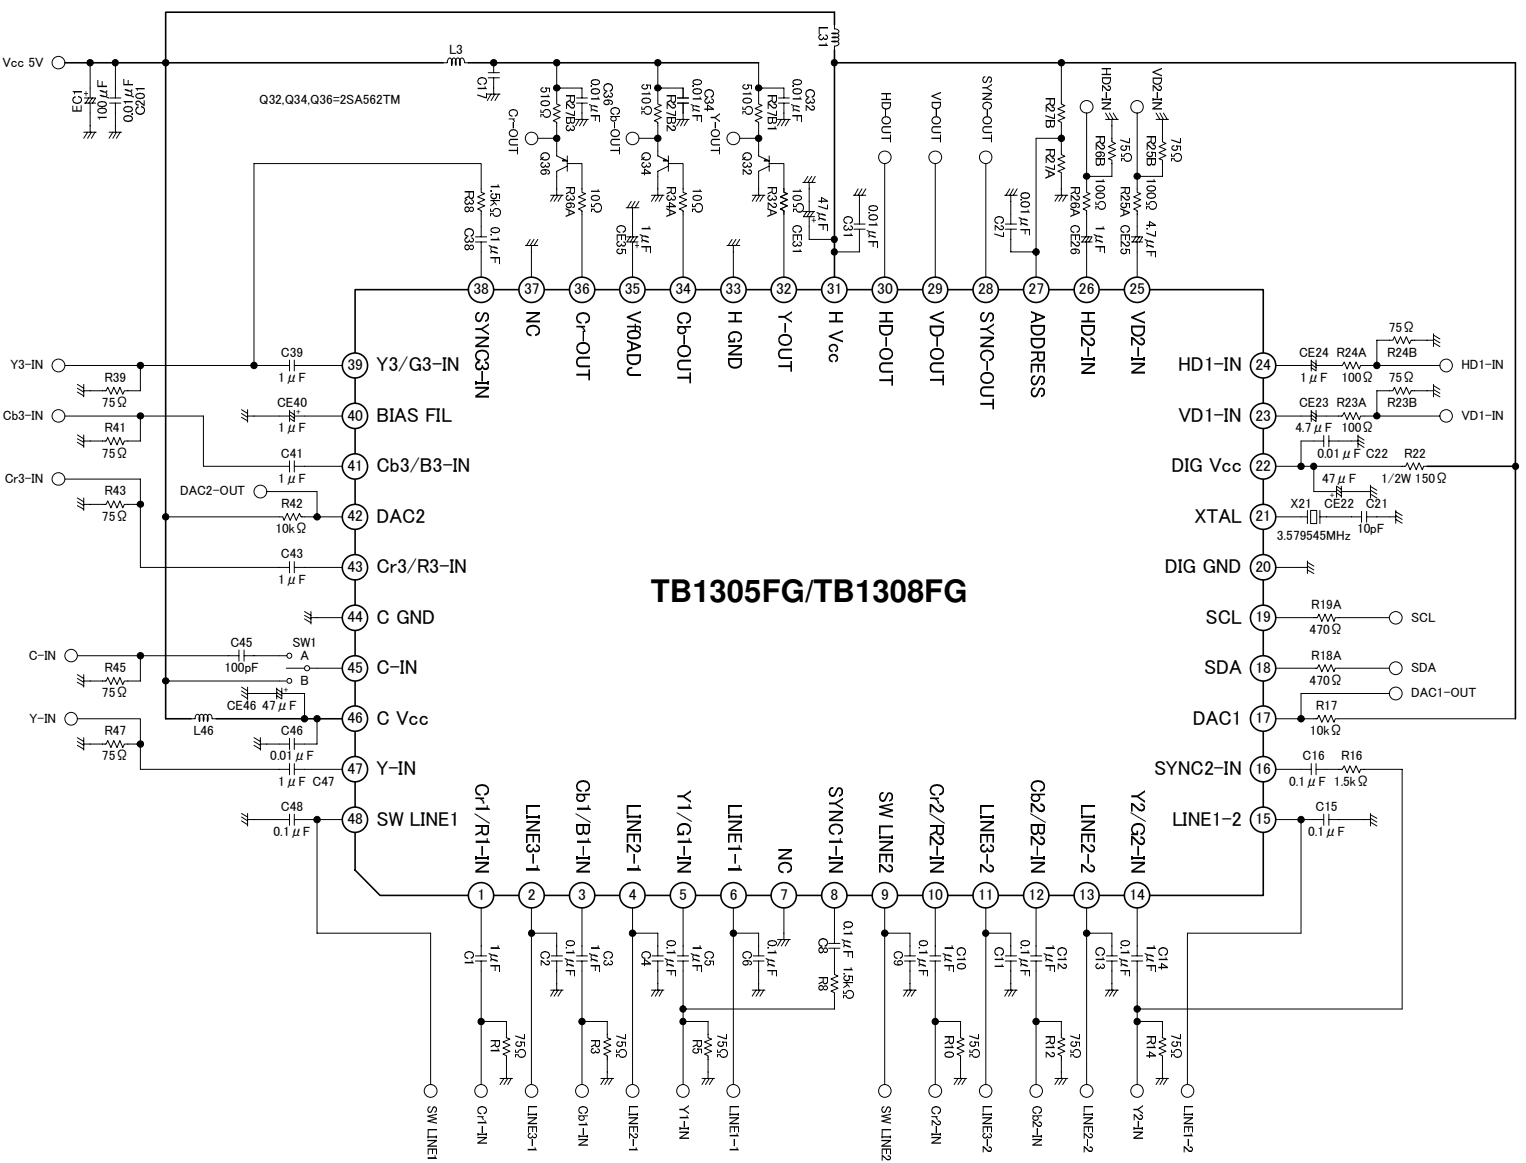 L31
Vcc 5V
L3
EC1
100μF
C201
0.01μF
C17
Q32,Q34,Q36=2SA562TM
C36
0.01μF
510Ω
R27B3
Cr-OUT
Q36
C34
0.01μF
510Ω
R27B2
Cb-OUT
Q34
C32
0.01μF
510Ω
R27B1
Y-OUT
Q32
HD-OUT
VD-OUT
SYNC-OUT
R27B
R27A
HD2-IN
75Ω
R26B
VD2-IN
75Ω
R25B
1.5kΩ
R38
0.1μF
C38
10Ω
R36A
1μF
CE35
10Ω
R34A
10Ω
R32A
47μF
CE31
0.01μF
C31
0.01μF
C27
100Ω
R26A
1μF
CE26
100Ω
R25A
4.7μF
CE25
38 37 36 35 34 33 32 31 30 29 28 27 26 25
SYNC3-IN
NC
Cr-OUT
Vf0ADJ
Cb-OUT
H GND
Y-OUT
H Vcc
HD-OUT
VD-OUT
SYNC-OUT
ADDRESS
HD2-IN
VD2-IN
Y3-IN
R39
75Ω
C39
1μF
39 Y3/G3-IN
Cb3-IN
R41
75Ω
CE40
1μF
40 BIAS FIL
C41
1μF
41 Cb3/B3-IN
Cr3-IN
R43
75Ω
DAC2-OUT
R42
10kΩ
42 DAC2
C43
1μF
43 Cr3/R3-IN
44 C GND
C-IN
R45
75Ω
C45
100pF
SW1
A
B
45 C-IN
CE46 47μF
46 C Vcc
Y-IN
R47
75Ω
L46
C46
0.01μF
1μF C47
47 Y-IN
C48
0.1μF
48 SW LINE1
TB1305FG/TB1308FG
HD1-IN 24
CE24
1μF
R24A
100Ω
75Ω
R24B
HD1-IN
VD1-IN 23
CE23
4.7μF
R23A
100Ω
75Ω
R23B
VD1-IN
DIG Vcc 22
0.01μF C22
R22
1/2W 150Ω
47μF
CE22
XTAL 21
X21
3.579545MHz
C21
10pF
DIG GND 20
SCL 19
R19A
470Ω
SCL
SDA 18
R18A
470Ω
SDA
DAC1 17
DAC1-OUT
R17
10kΩ
SYNC2-IN 16
C16
0.1μF
R16
1.5kΩ
LINE1-2 15
C15
0.1μF
Cr1/R1-IN
LINE3-1
Cb1/B1-IN
LINE2-1
Y1/G1-IN
LINE1-1
NC
SYNC1-IN
SW LINE2
Cr2/R2-IN
LINE3-2
Cb2/B2-IN
LINE2-2
Y2/G2-IN
1 2 3 4 5 6 7 8 9 10 11 12 13 14
1μF
C1
0.1μF
C2
1μF
C3
0.1μF
C4
1μF
C5
0.1μF
C6
0.1μF
C8
1.5kΩ
R8
0.1μF
C9
1μF
C10
0.1μF
C11
1μF
C12
0.1μF
C13
1μF
C14
75Ω
R1
75Ω
R3
75Ω
R5
75Ω
R10
75Ω
R12
75Ω
R14
SW LINE1
Cr1-IN
LINE3-1
Cb1-IN
LINE2-1
Y1-IN
LINE1-1
SW LINE2
Cr2-IN
LINE3-2
Cb2-IN
LINE2-2
Y2-IN
LINE1-2